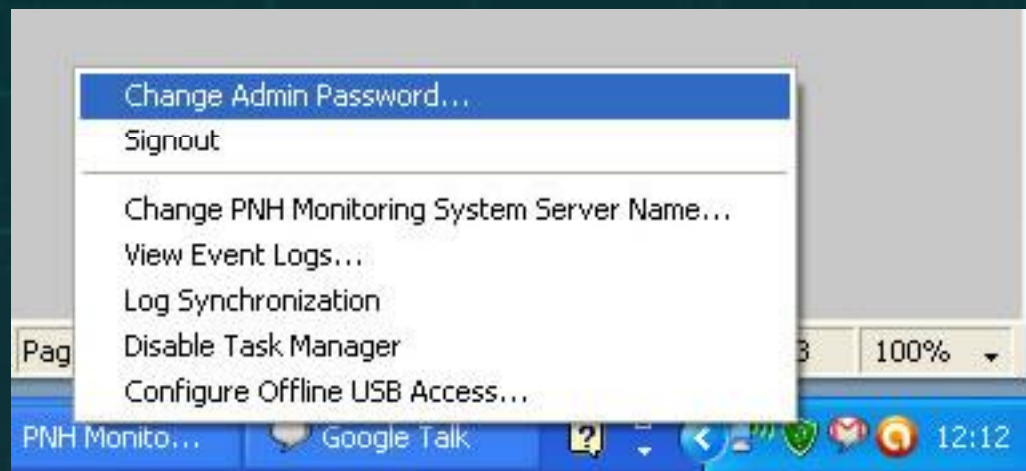 Change Admin Password...
Signout
Change PNH Monitoring System Server Name...
View Event Logs...
Log Synchronization
Disable Task Manager
Configure Offline USB Access...
Pag 3 100%
PNH Monito... Google Talk ? 12:12